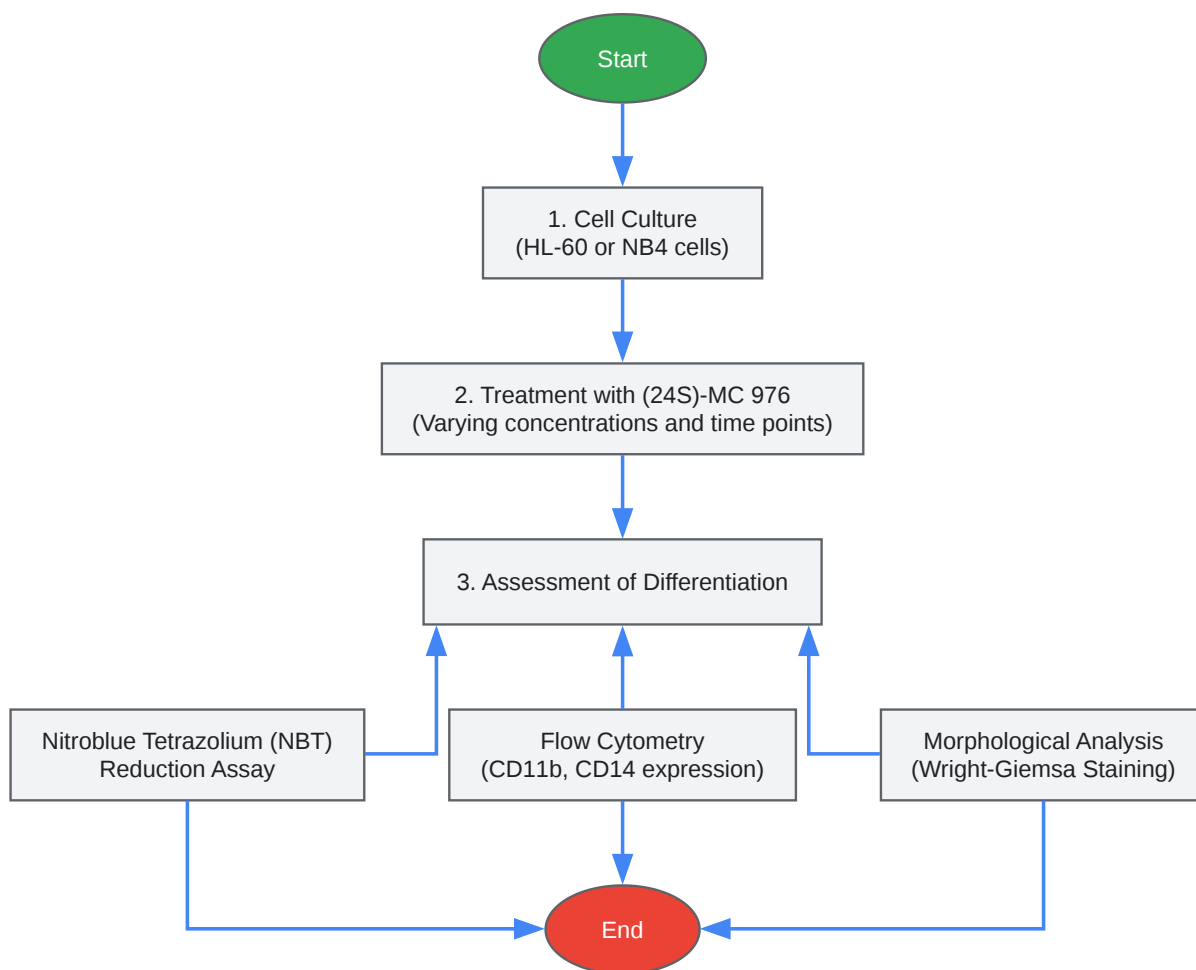 Start
1. Cell Culture
(HL-60 or NB4 cells)
2. Treatment with (24S)-MC 976
(Varying concentrations and time points)
3. Assessment of Differentiation
Nitroblue Tetrazolium (NBT)
Reduction Assay
Flow Cytometry
(CD11b, CD14 expression)
Morphological Analysis
(Wright-Giemsa Staining)
End